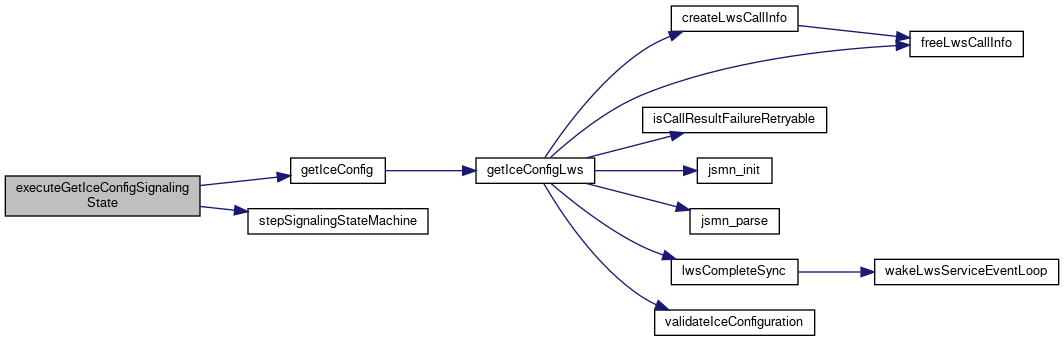 executeGetIceConfigSignaling
State
getIceConfig
stepSignalingStateMachine
getIceConfigLws
createLwsCallInfo
freeLwsCallInfo
isCallResultFailureRetryable
jsmn_init
jsmn_parse
lwsCompleteSync
wakeLwsServiceEventLoop
validateIceConfiguration